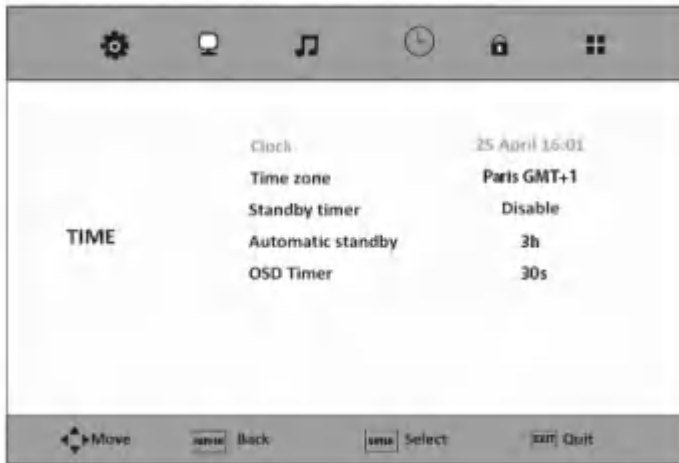 Clock 25 April 16:01
Time zone Paris GMT+1
Standby timer Disable
TIME
Automatic standby 3h
OSD Timer 30s
Move Back Select EXIT Quit